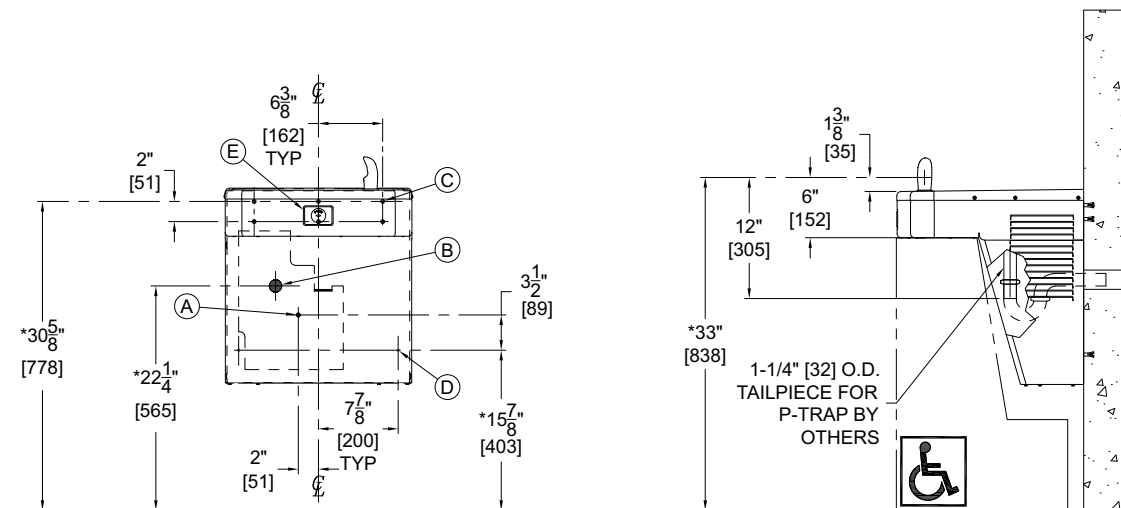 ℄
6 3/8"
[162]
TYP
2"
[51]
E
C
B
A
3 1/2"
[89]
*30 5/8"
[778]
*22 1/4"
[565]
D
7 7/8"
[200]
TYP
*15 7/8"
[403]
2"
[51]
℄
1 3/8"
[35]
6"
[152]
12"
[305]
*33"
[838]
1-1/4" [32] O.D.
TAILPIECE FOR
P-TRAP BY
OTHERS